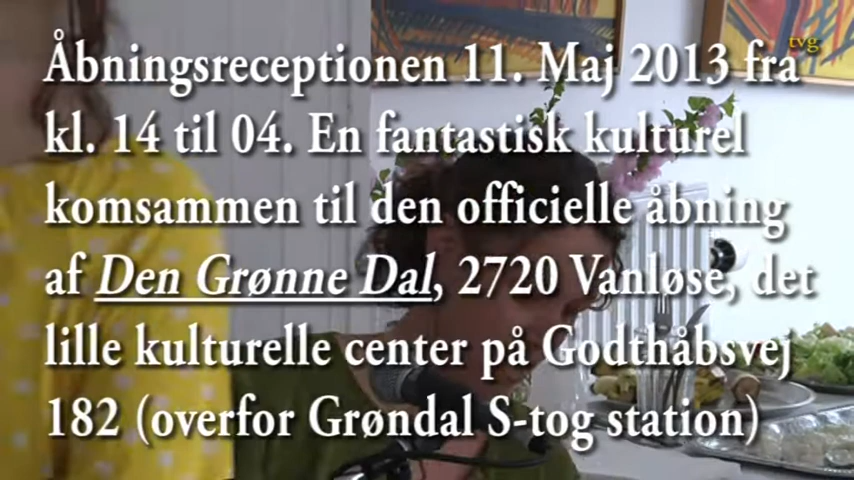 tvg
Åbningsreceptionen 11. Maj 2013 fra
kl. 14 til 04. En fantastisk kulturel
komsammen til den officielle åbning
af Den Grønne Dal, 2720 Vanløse, det
lille kulturelle center på Godthåbsvej
182 (overfor Grøndal S-tog station)